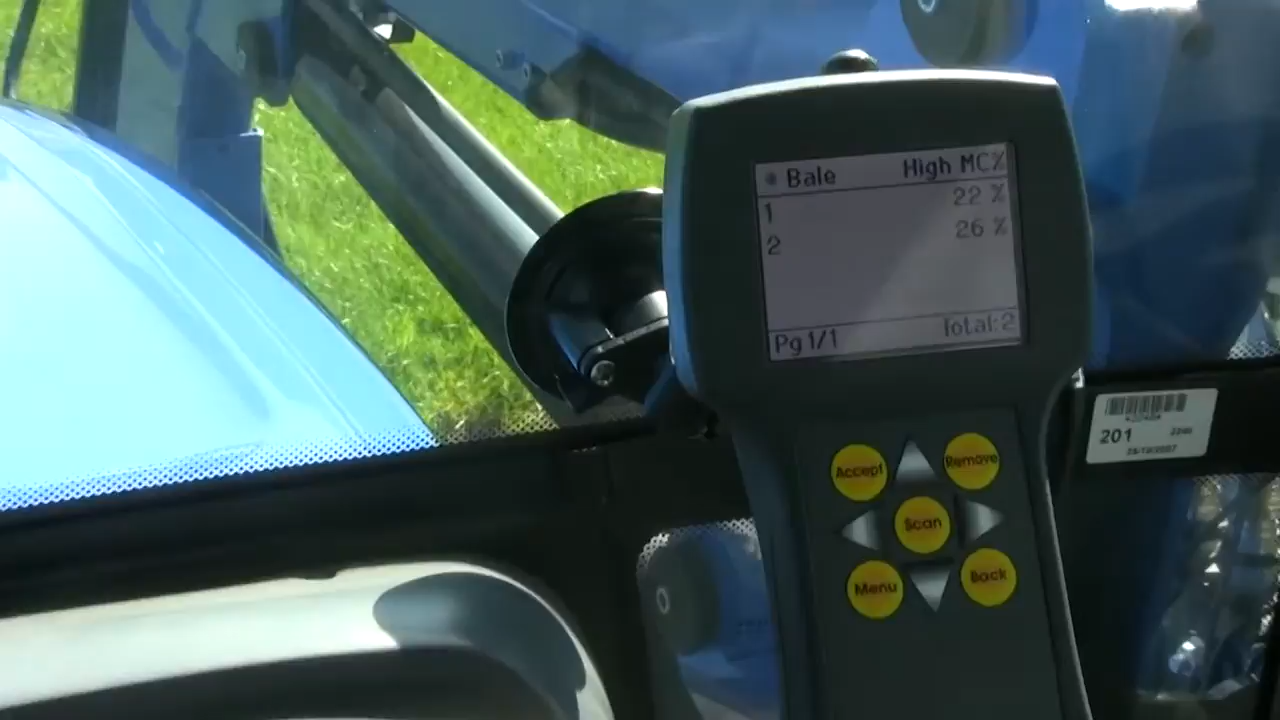 Bale High MC%
1 22 %
2 26 %
Pg 1/1 Total:2
Accept Remove
Scan
Menu Back
201